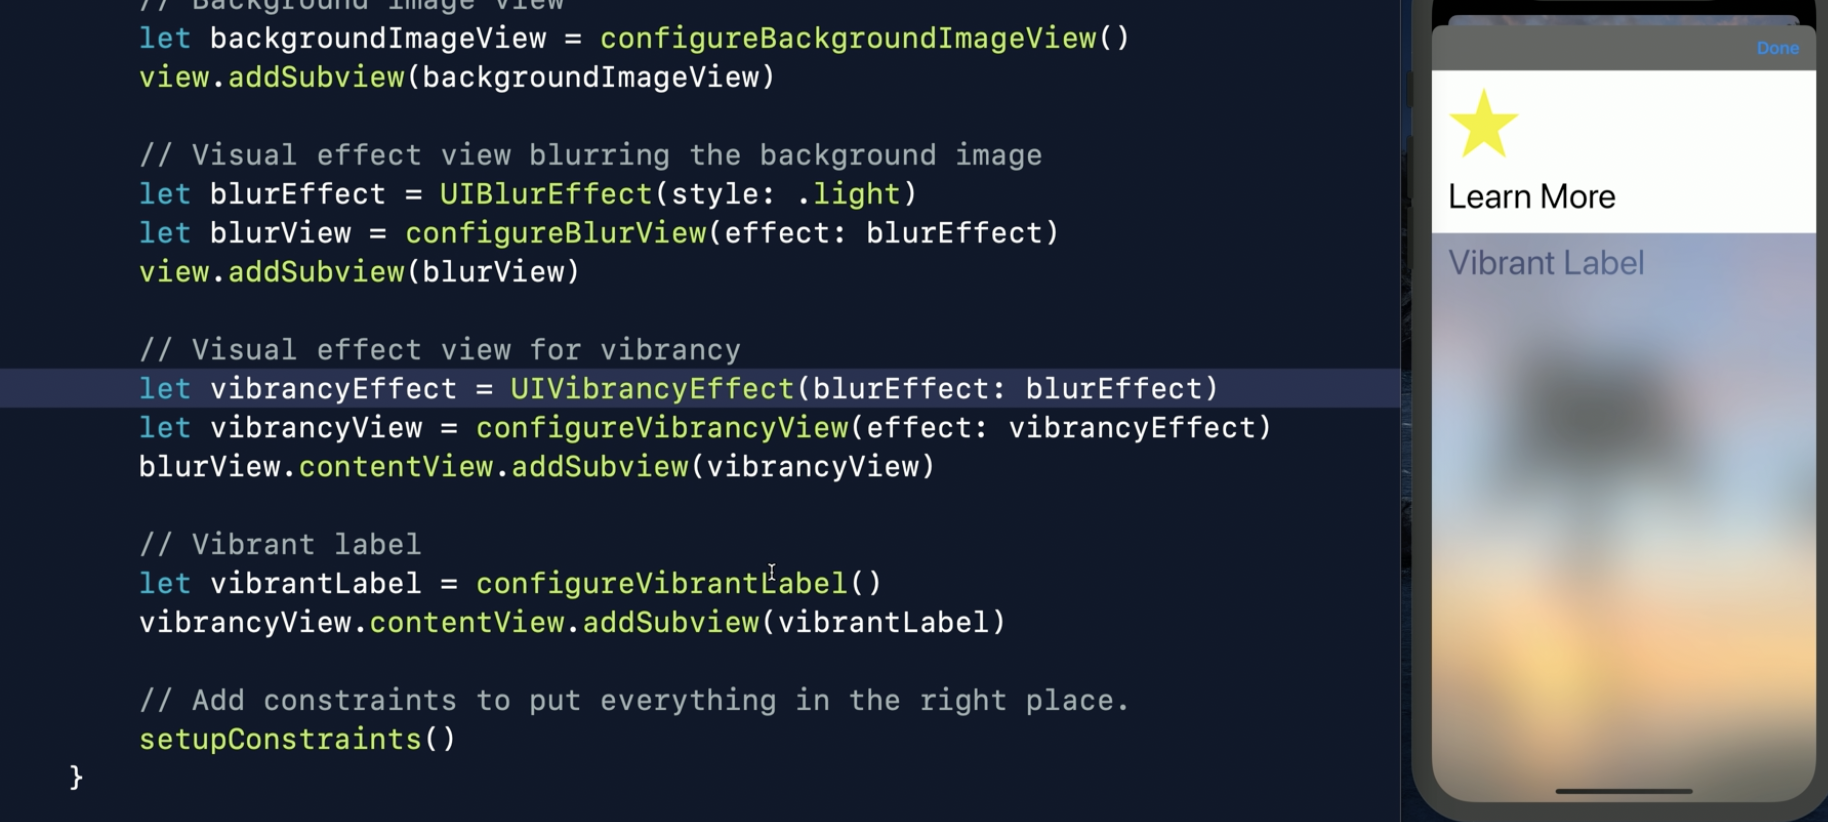 // Background image view
let backgroundImageView = configureBackgroundImageView()
view.addSubview(backgroundImageView)
// Visual effect view blurring the background image
let blurEffect = UIBlurEffect(style: .light)
let blurView = configureBlurView(effect: blurEffect)
view.addSubview(blurView)
// Visual effect view for vibrancy
let vibrancyEffect = UIVibrancyEffect(blurEffect: blurEffect)
let vibrancyView = configureVibrancyView(effect: vibrancyEffect)
blurView.contentView.addSubview(vibrancyView)
// Vibrant label
let vibrantLabel = configureVibrantLabel()
vibrancyView.contentView.addSubview(vibrantLabel)
// Add constraints to put everything in the right place.
setupConstraints()
}
Done
Learn More
Vibrant Label